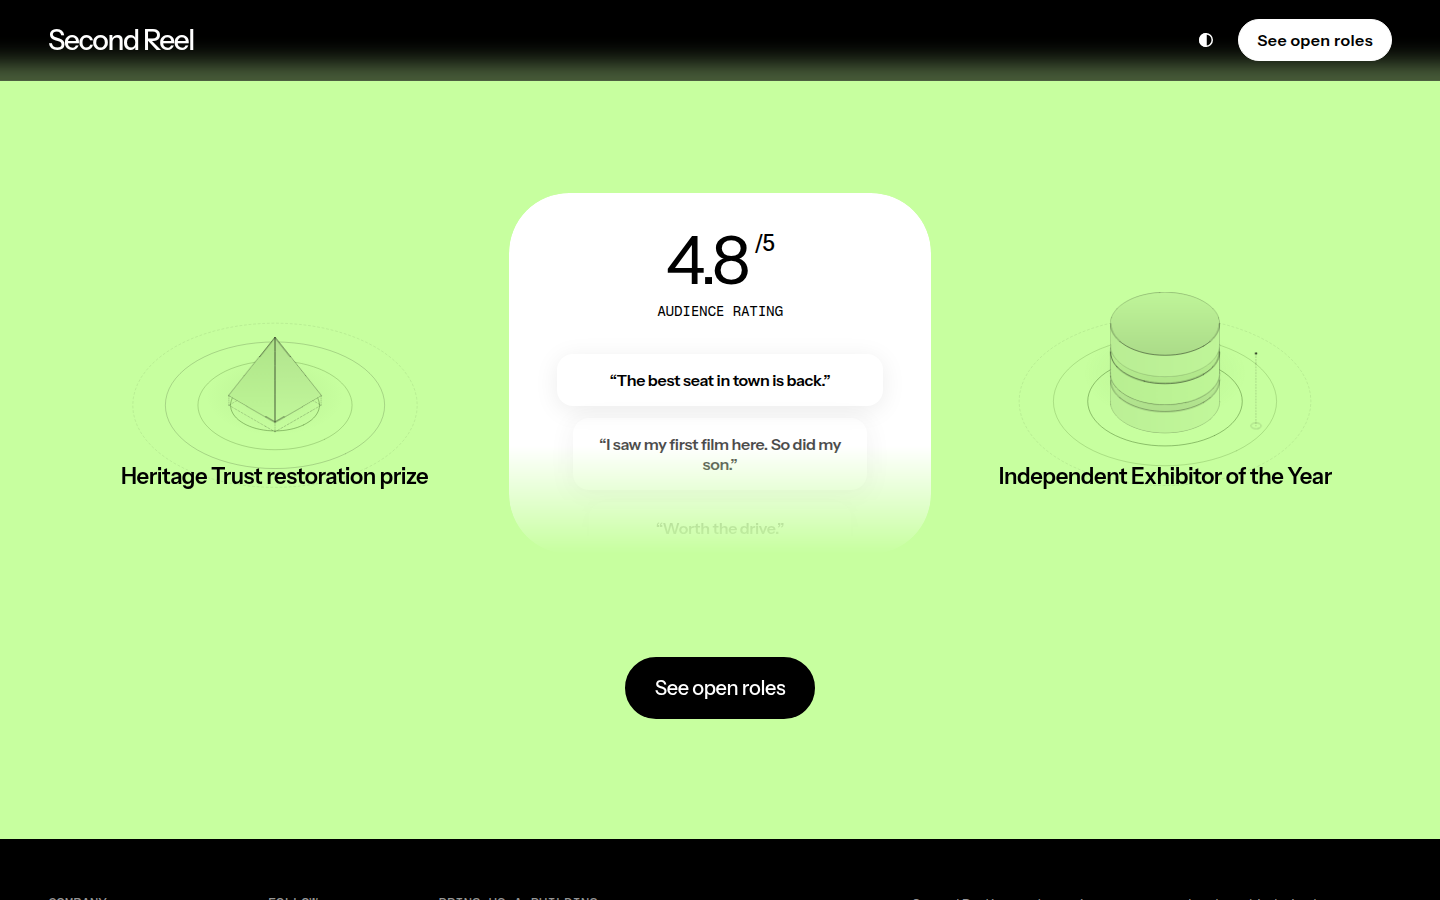 Second Reel
See open roles
4.8 /5
AUDIENCE RATING
“The best seat in town is back.”
“I saw my first film here. So did my
son.”
“Worth the drive.”
Heritage Trust restoration prize
Independent Exhibitor of the Year
See open roles